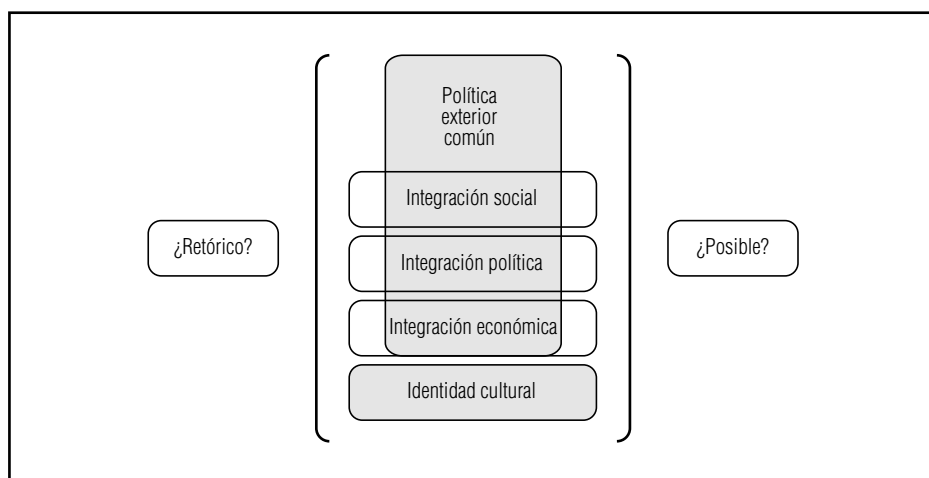 Política
exterior
común
Integración social
¿Retórico?
Integración política
¿Posible?
Integración económica
Identidad cultural